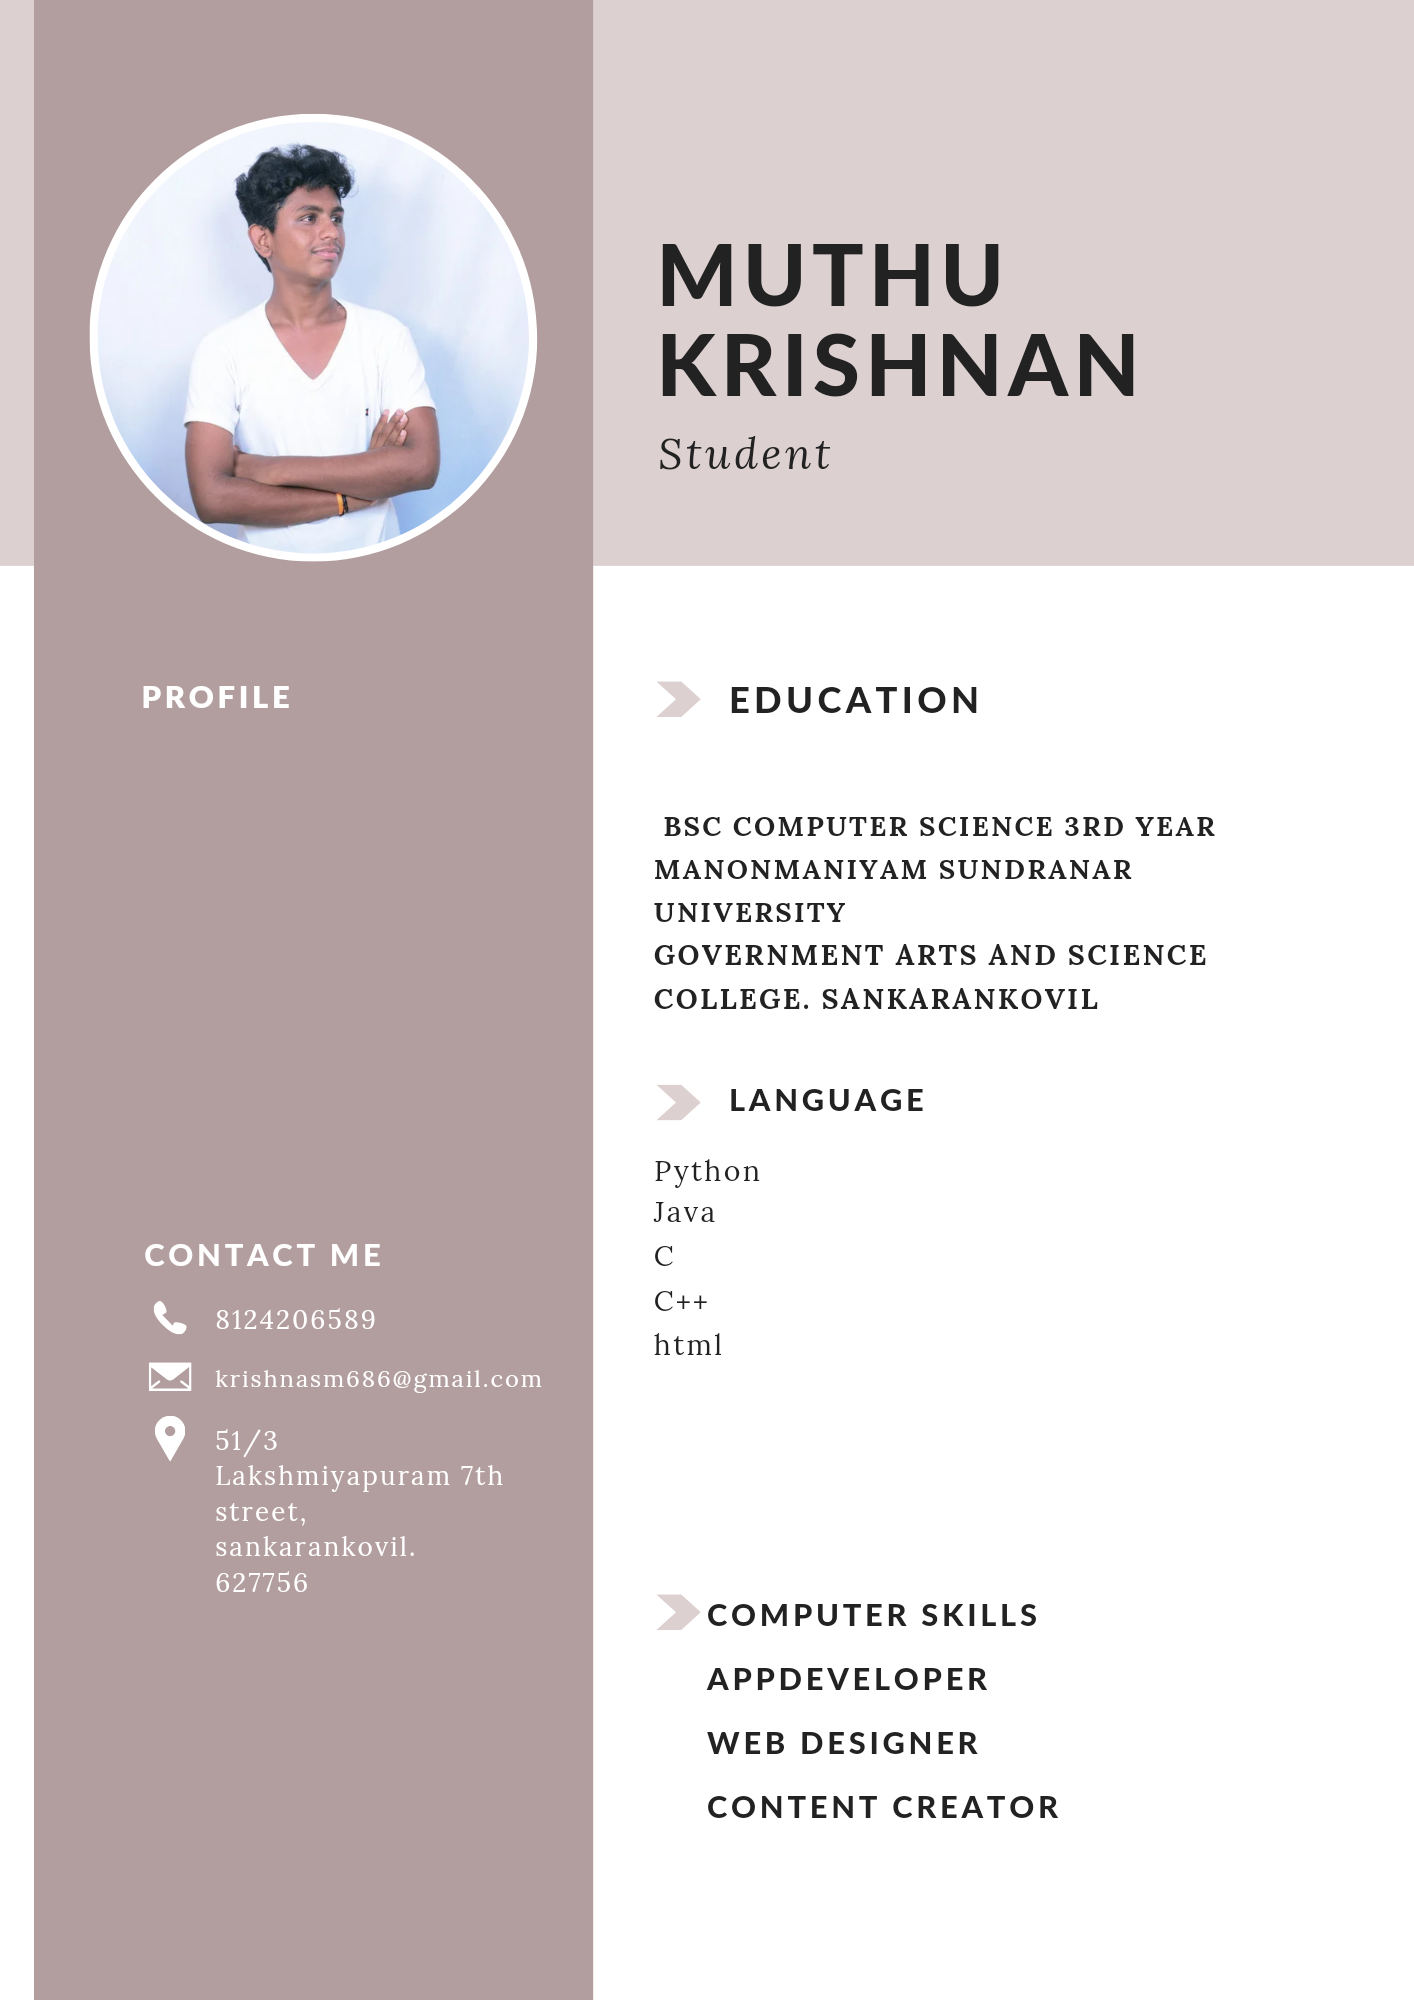 MUTHU
KRISHNAN
Student
PROFILE
CONTACT ME
8124206589
krishnasm686@gmail.com
51/3
Lakshmiyapuram 7th
street,
sankarankovil.
627756
EDUCATION
BSC COMPUTER SCIENCE 3RD YEAR
MANONMANIYAM SUNDRANAR
UNIVERSITY
GOVERNMENT ARTS AND SCIENCE
COLLEGE. SANKARANKOVIL
LANGUAGE
Python
Java
C
C++
html
COMPUTER SKILLS
APPDEVELOPER
WEB DESIGNER
CONTENT CREATOR